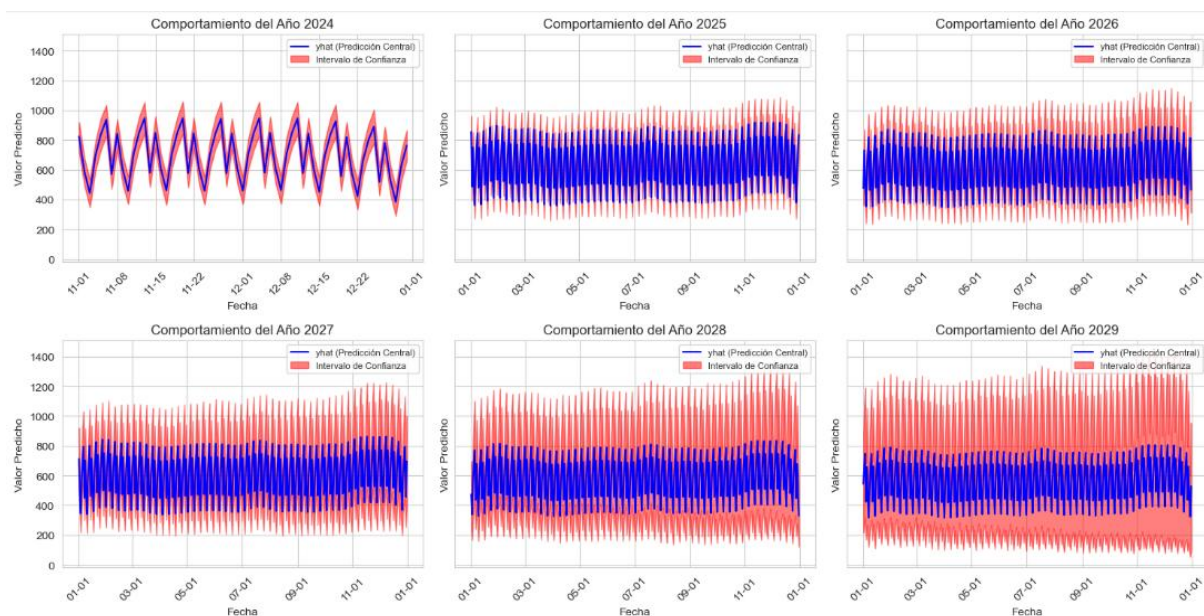 Comportamiento del Año 2024
yhat (Predicción Central)
Intervalo de Confianza
1400
1200
1000
800
600
400
200
0
Valor Predicho
11-01
11-08
11-15
11-22
12-01
12-08
12-15
12-22
01-01
Fecha
Comportamiento del Año 2025
yhat (Predicción Central)
Intervalo de Confianza
Valor Predicho
01-01
03-01
05-01
07-01
09-01
11-01
01-01
Fecha
Comportamiento del Año 2026
yhat (Predicción Central)
Intervalo de Confianza
Valor Predicho
01-01
03-01
05-01
07-01
09-01
11-01
01-01
Fecha
Comportamiento del Año 2027
yhat (Predicción Central)
Intervalo de Confianza
1400
1200
1000
800
600
400
200
0
Valor Predicho
01-01
03-01
05-01
07-01
09-01
11-01
01-01
Fecha
Comportamiento del Año 2028
yhat (Predicción Central)
Intervalo de Confianza
Valor Predicho
01-01
03-01
05-01
07-01
09-01
11-01
01-01
Fecha
Comportamiento del Año 2029
yhat (Predicción Central)
Intervalo de Confianza
Valor Predicho
01-01
03-01
05-01
07-01
09-01
11-01
01-01
Fecha